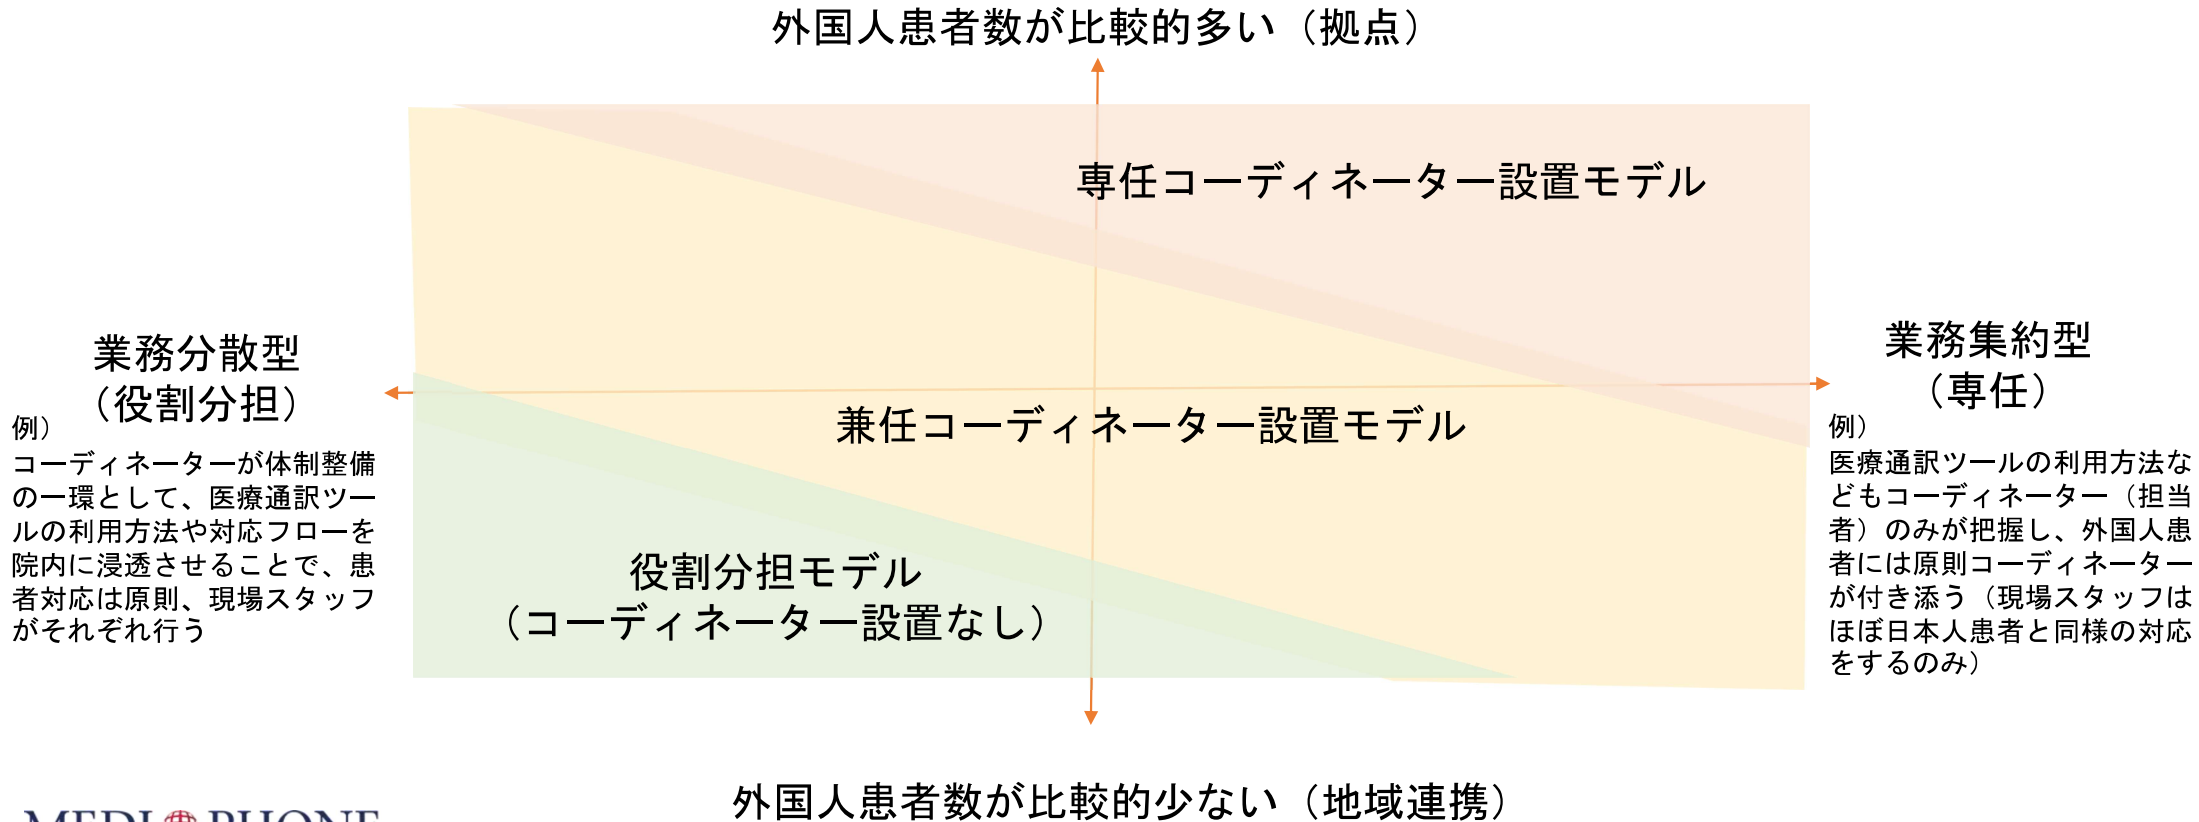 外国人患者数が比較的多い（拠点）
専任コーディネーター設置モデル
業務分散型
（役割分担）
例）
コーディネーターが体制整備
の一環として、医療通訳ツー
ルの利用方法や対応フローを
院内に浸透させることで、患
者対応は原則、現場スタッフ
がそれぞれ行う
兼任コーディネーター設置モデル
業務集約型
（専任）
例）
医療通訳ツールの利用方法な
どもコーディネーター（担当
者）のみが把握し、外国人患
者には原則コーディネーター
が付き添う（現場スタッフは
ほぼ日本人患者と同様の対応
をするのみ）
役割分担モデル
（コーディネーター設置なし）
外国人患者数が比較的少ない（地域連携）
MEDI PHONE